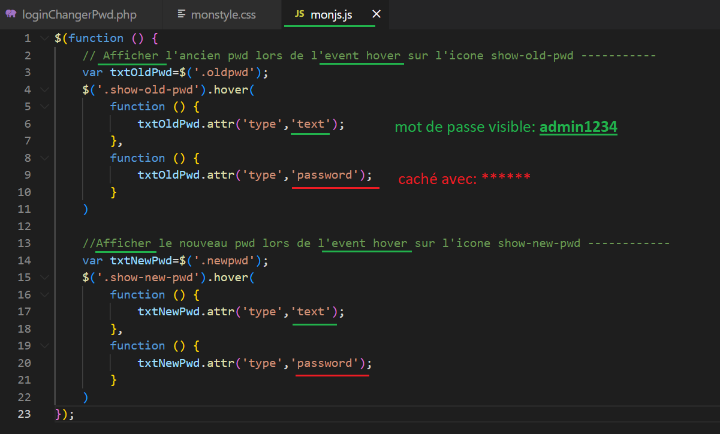 loginChangerPwd.php monstyle.css JS monjs.js ×
1 $(function () {
2 // Afficher l'ancien pwd lors de l'event hover sur l'icone show-old-pwd -----------
3 var txtOldPwd=$('.oldpwd');
4 $('.show-old-pwd').hover(
5 function () {
6 txtOldPwd.attr('type','text'); mot de passe visible: admin1234
7 },
8 function () {
9 txtOldPwd.attr('type','password'); caché avec: ******
10 }
11 )
12
13 //Afficher le nouveau pwd lors de l'event hover sur l'icone show-new-pwd ------------
14 var txtNewPwd=$('.newpwd');
15 $('.show-new-pwd').hover(
16 function () {
17 txtNewPwd.attr('type','text');
18 },
19 function () {
20 txtNewPwd.attr('type','password');
21 }
22 )
23 });